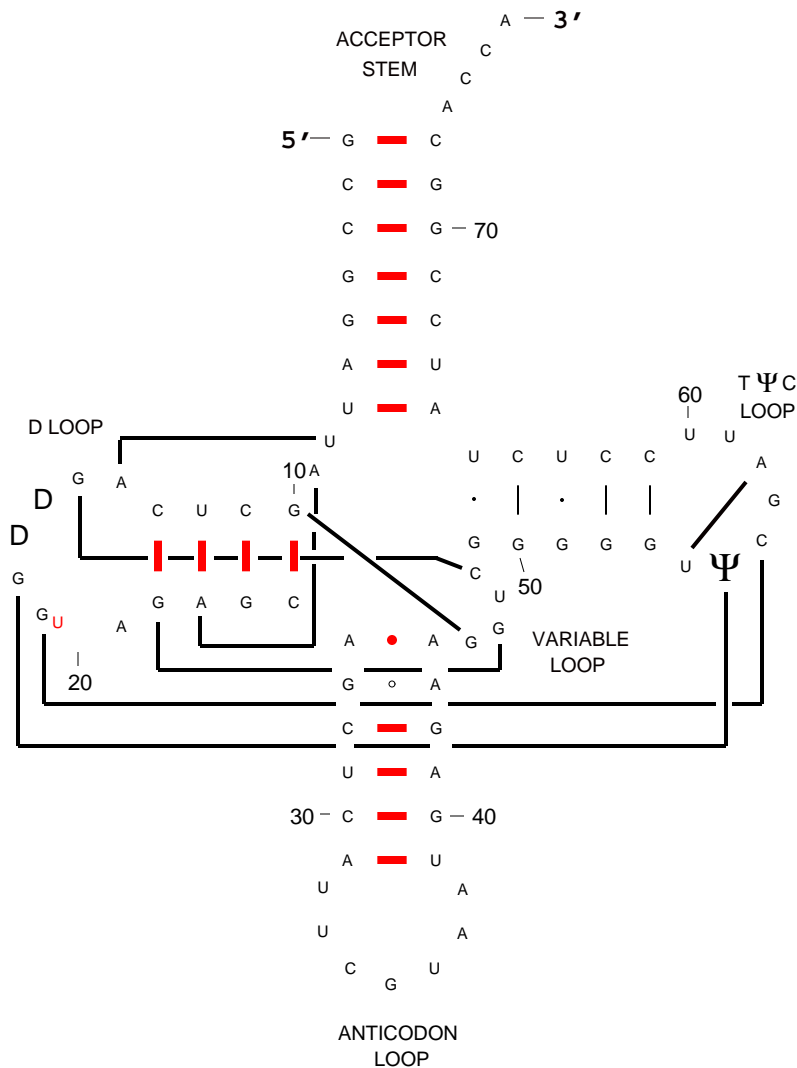 A 3′
ACCEPTOR
STEM
C
C
A
5′ G C
C G
C G 70
G C
G C
A U
U A
T Ψ C
LOOP
60
D LOOP
U
U U
U C U C C
A
10 A
G A
D
C U C G
G
D
G G G G G
C
U Ψ
C
G
50
U
G A G C
G U
A
A A G G
VARIABLE
LOOP
20
G A
C G
U A
30 C G 40
A U
U A
U A
C U
G
ANTICODON
LOOP